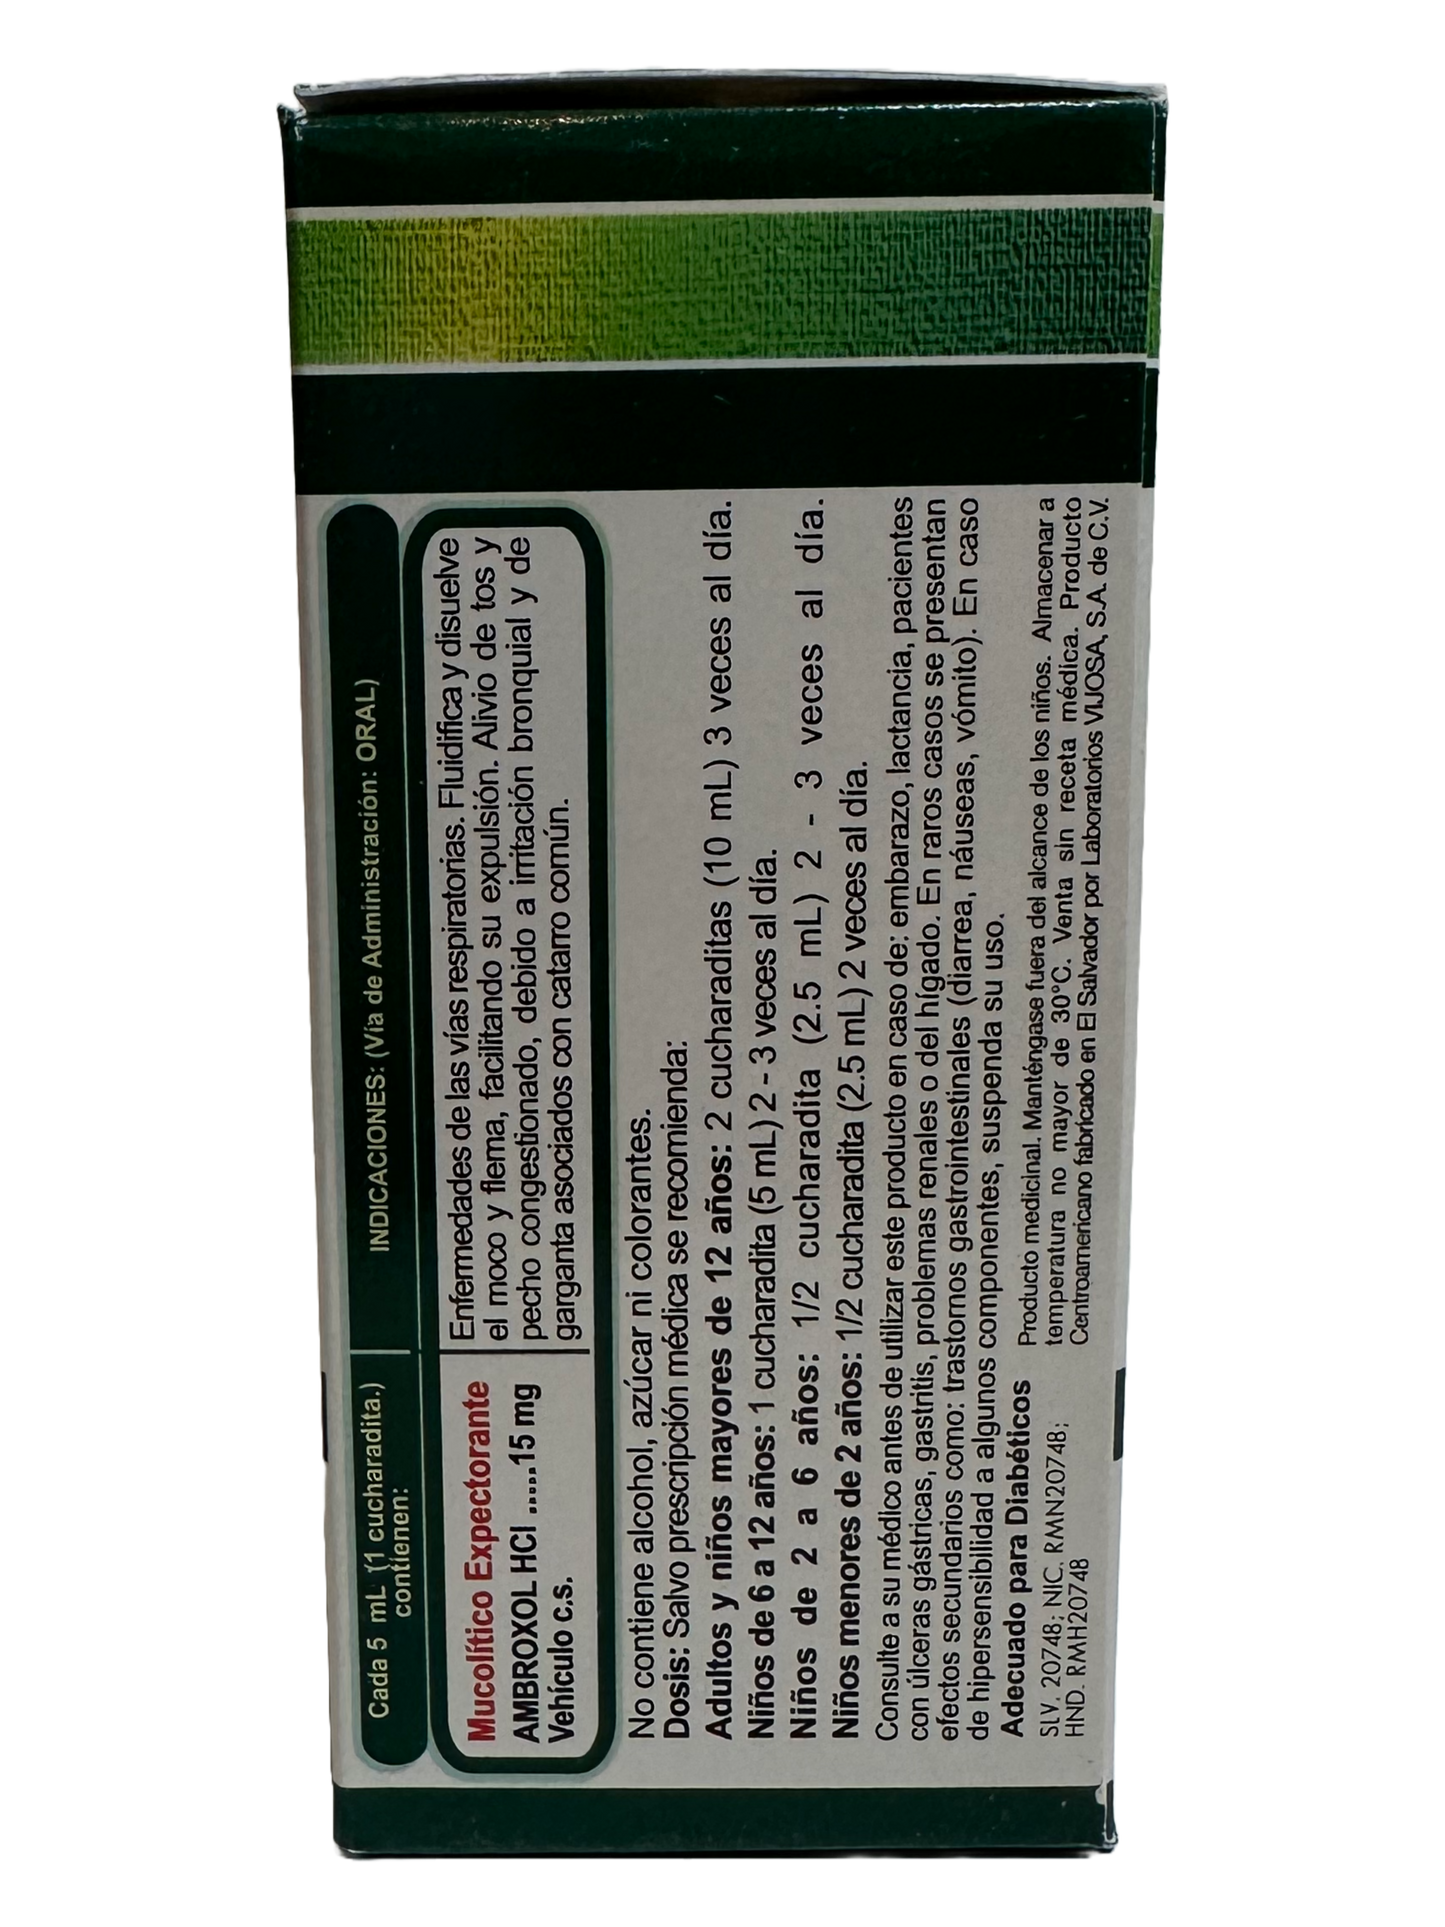 Cada 5 mL (1 cucharadita.)
contienen:
INDICACIONES: (Vía de Administración: ORAL)
Mucolítico Expectorante
AMBROXOL HCl ......15 mg
Vehículo c.s.
Enfermedades de las vías respiratorias. Fluidifica y disuelve
el moco y flema, facilitando su expulsión. Alivio de tos y
pecho congestionado, debido a irritación bronquial y de
garganta asociados con catarro común.
No contiene alcohol, azúcar ni colorantes.
Dosis: Salvo prescripción médica se recomienda:
Adultos y niños mayores de 12 años: 2 cucharaditas (10 mL) 3 veces al día.
Niños de 6 a 12 años: 1 cucharadita (5 mL) 2 - 3 veces al día.
Niños de 2 a 6 años: 1/2 cucharadita (2.5 mL) 2 - 3 veces al día.
Niños menores de 2 años: 1/2 cucharadita (2.5 mL) 2 veces al día.
Consulte a su médico antes de utilizar este producto en caso de: embarazo, lactancia, pacientes
con úlceras gástricas, gastritis, problemas renales o del hígado. En raros casos se presentan
efectos secundarios como: trastornos gastrointestinales (diarrea, náuseas, vómito). En caso
de hipersensibilidad a algunos componentes, suspenda su uso.
Adecuado para Diabéticos
SLV. 20748; NIC. RMN20748;
HND. RMH20748
Producto medicinal. Manténgase fuera del alcance de los niños. Almacenar a
temperatura no mayor de 30°C. Venta sin receta médica. Producto
Centroamericano fabricado en El Salvador por Laboratorios VIJOSA, S.A. de C.V.